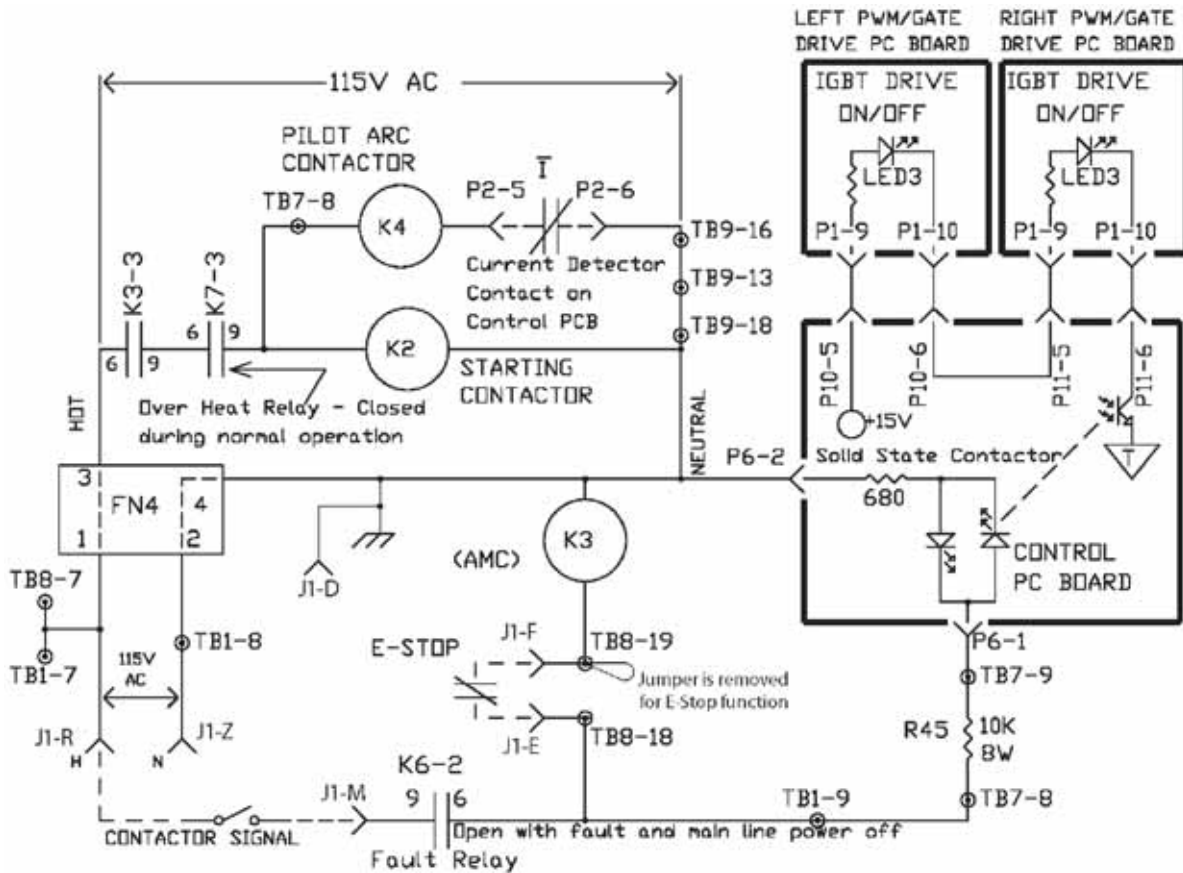 LEFT PWM/GATE
DRIVE PC BOARD
RIGHT PWM/GATE
DRIVE PC BOARD
115V AC
IGBT DRIVE
ON/OFF
LED3
IGBT DRIVE
ON/OFF
LED3
PILOT ARC
CONTACTOR
TB7-8
K4
P2-5
I
P2-6
TB9-16
P1-9
P1-10
P1-9
P1-10
Current Detector
Contact on
Control PCB
TB9-13
TB9-18
K3-3
6
9
K7-3
6
9
K2
STARTING
CONTACTOR
Over Heat Relay - Closed
during normal operation
P10-5
P10-6
P11-5
P11-6
+15V
HOT
NEUTRAL
P6-2
Solid State Contactor
680
T
3
FN4
4
1
2
J1-D
K3
(AMC)
CONTROL
PC BOARD
TB8-7
TB1-7
TB1-8
115V
AC
J1-R
H
N
J1-Z
E-STOP
J1-F
TB8-19
Jumper is removed
for E-Stop function
J1-E
TB8-18
P6-1
TB7-9
R45
10K
8W
TB7-8
K6-2
J1-M
9
6
TB1-9
CONTACTOR SIGNAL
Open with fault and main line power off
Fault Relay